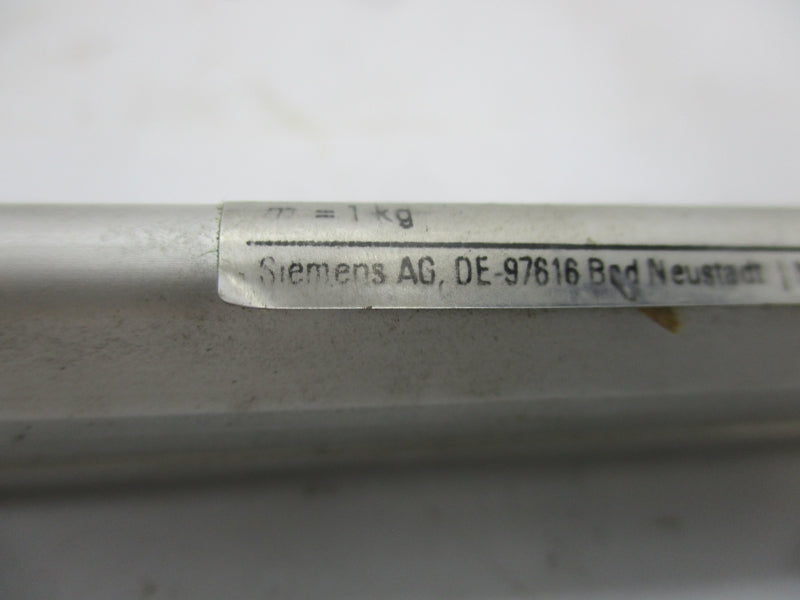 m = 1 kg
Siemens AG, DE-97616 Bad Neustadt |